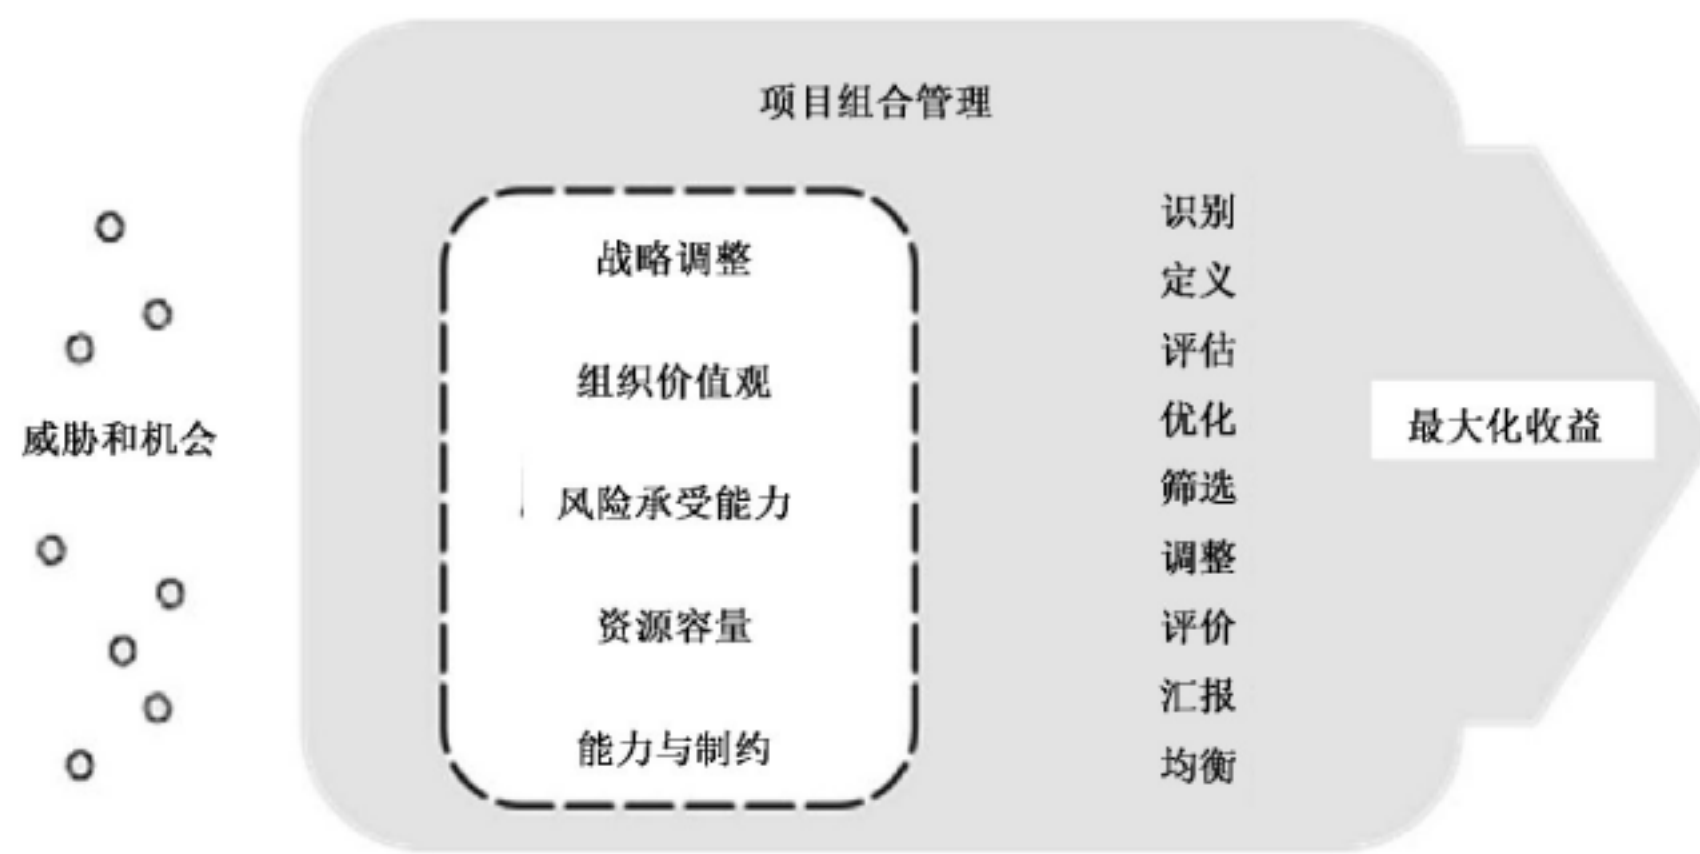 项目组合管理
威胁和机会
战略调整
组织价值观
风险承受能力
资源容量
能力与制约
识别
定义
评估
优化
筛选
调整
评价
汇报
均衡
最大化收益